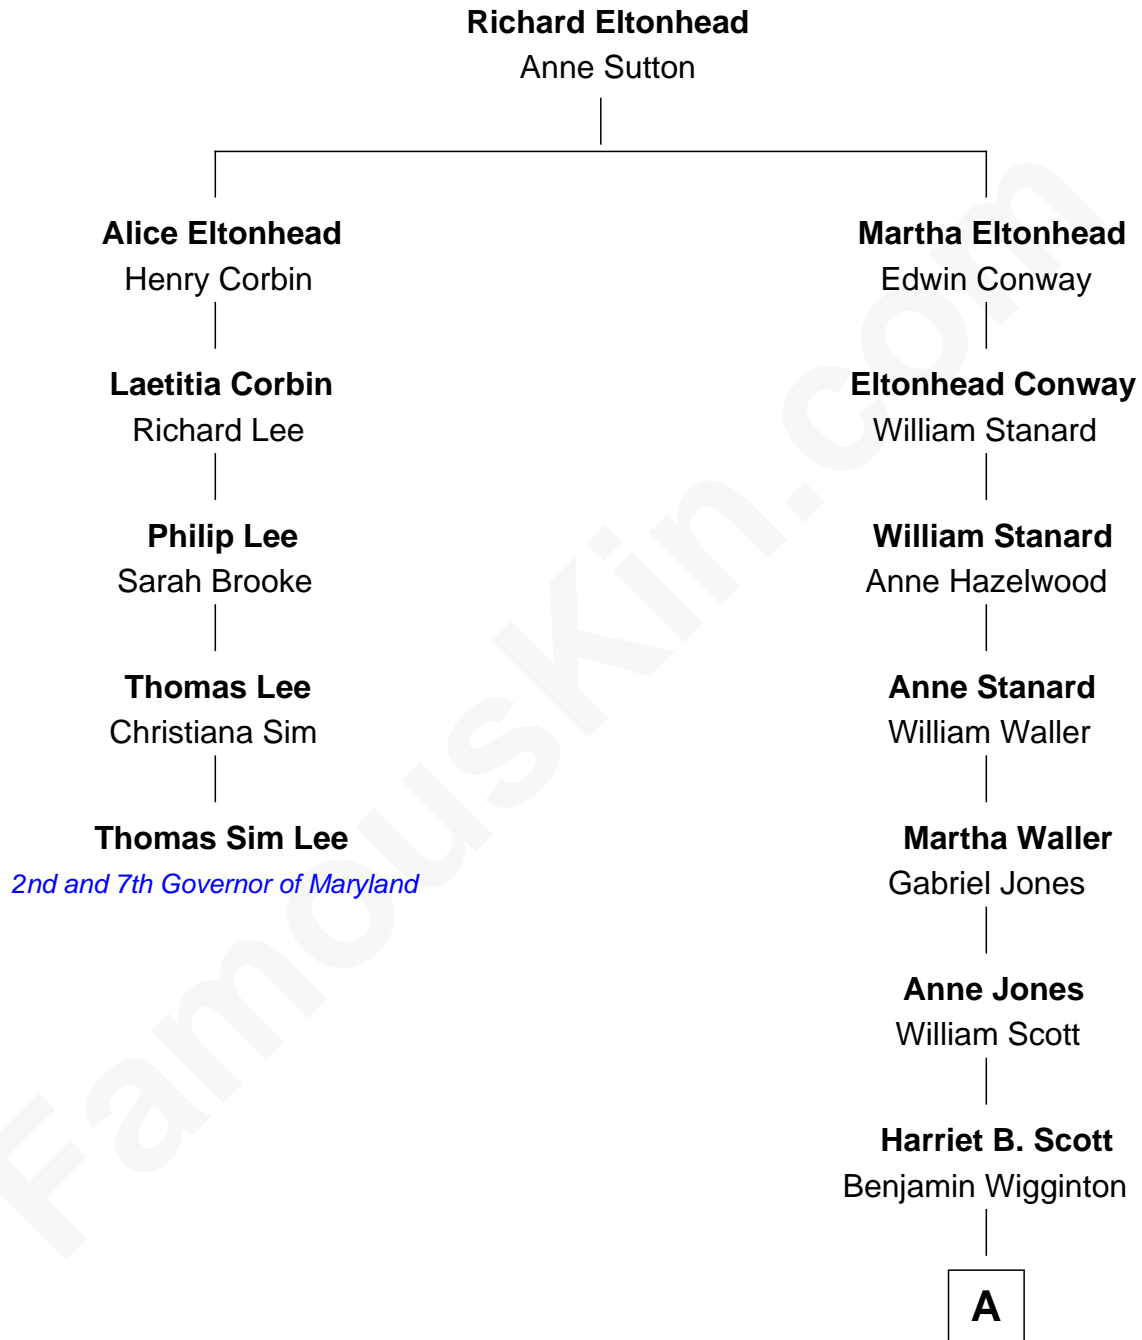 Richard Eltonhead
Anne Sutton
Alice Eltonhead
Henry Corbin
Laetitia Corbin
Richard Lee
Philip Lee
Sarah Brooke
Thomas Lee
Christiana Sim
Thomas Sim Lee
2nd and 7th Governor of Maryland
Martha Eltonhead
Edwin Conway
Eltonhead Conway
William Stanard
William Stanard
Anne Hazelwood
Anne Stanard
William Waller
Martha Waller
Gabriel Jones
Anne Jones
William Scott
Harriet B. Scott
Benjamin Wigginton
A
FamousKin.com